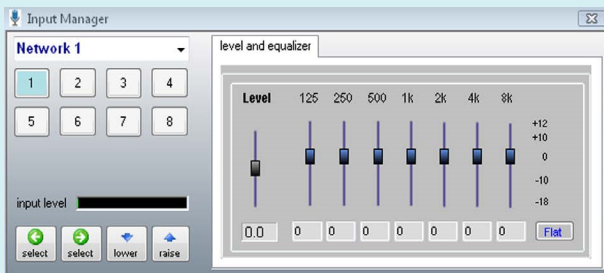 Input Manager
Network 1
1 2 3 4
5 6 7 8
input level
select select lower raise
level and equalizer
Level 125 250 500 1k 2k 4k 8k
+12
+10
0
-10
-18
0.0 0 0 0 0 0 0 0 Flat